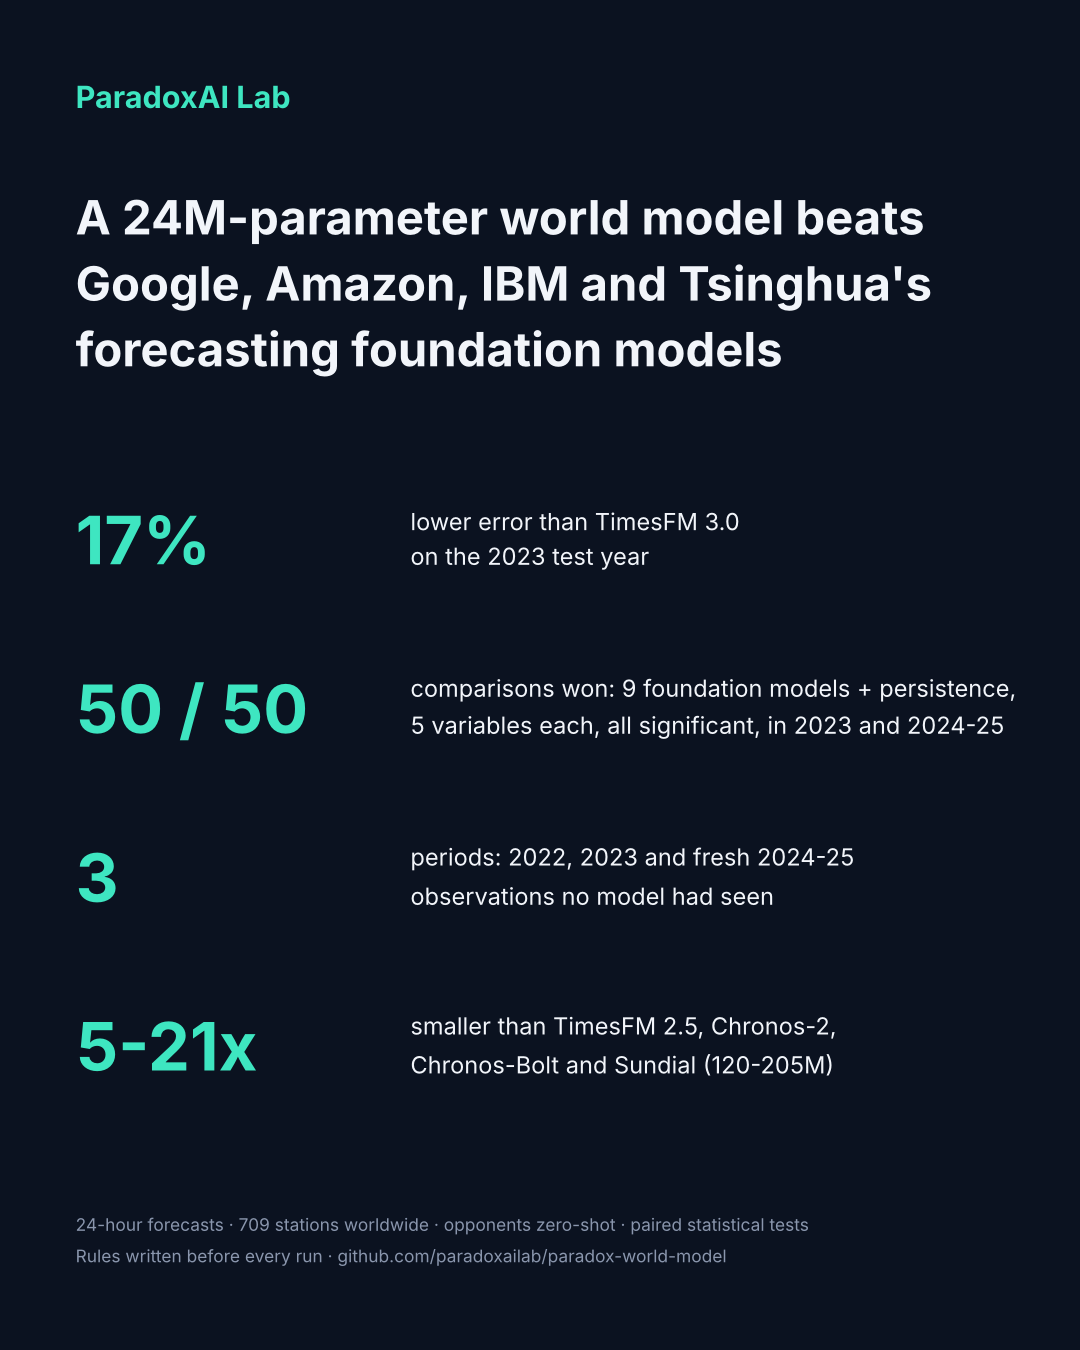 ParadoxAI Lab
A 24M-parameter world model beats
Google, Amazon, IBM and Tsinghua's
forecasting foundation models
17%
lower error than TimesFM 3.0
on the 2023 test year
50 / 50
comparisons won: 9 foundation models + persistence,
5 variables each, all significant, in 2023 and 2024-25
3
periods: 2022, 2023 and fresh 2024-25
observations no model had seen
5-21x
smaller than TimesFM 2.5, Chronos-2,
Chronos-Bolt and Sundial (120-205M)
24-hour forecasts · 709 stations worldwide · opponents zero-shot · paired statistical tests
Rules written before every run · github.com/paradoxailab/paradox-world-model